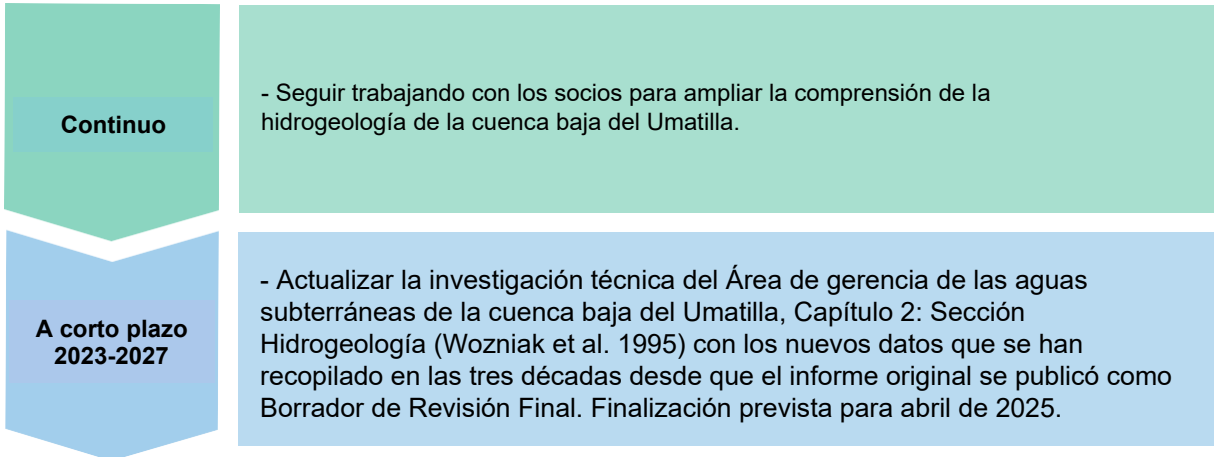 Continuo
- Seguir trabajando con los socios para ampliar la comprensión de la
hidrogeología de la cuenca baja del Umatilla.
A corto plazo
2023-2027
- Actualizar la investigación técnica del Área de gerencia de las aguas
subterráneas de la cuenca baja del Umatilla, Capítulo 2: Sección
Hidrogeología (Wozniak et al. 1995) con los nuevos datos que se han
recopilado en las tres décadas desde que el informe original se publicó como
Borrador de Revisión Final. Finalización prevista para abril de 2025.